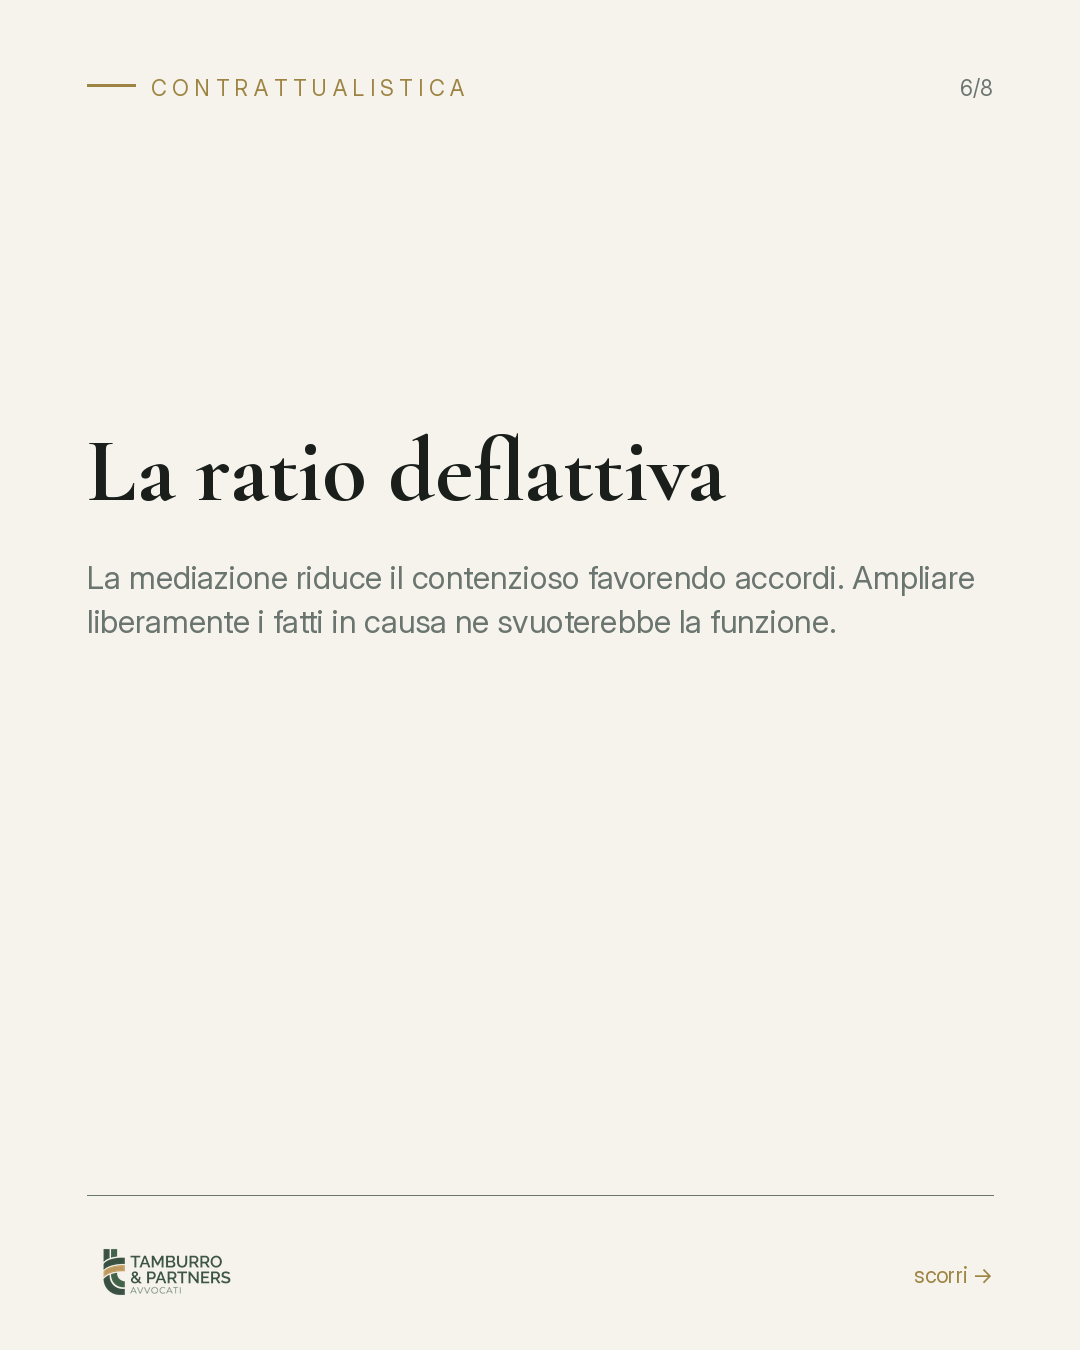 CONTRATTUALISTICA
6/8
La ratio deflattiva
La mediazione riduce il contenzioso favorendo accordi. Ampliare
liberamente i fatti in causa ne svuoterebbe la funzione.
TAMBURRO
& PARTNERS
AVVOCATI
scorri →